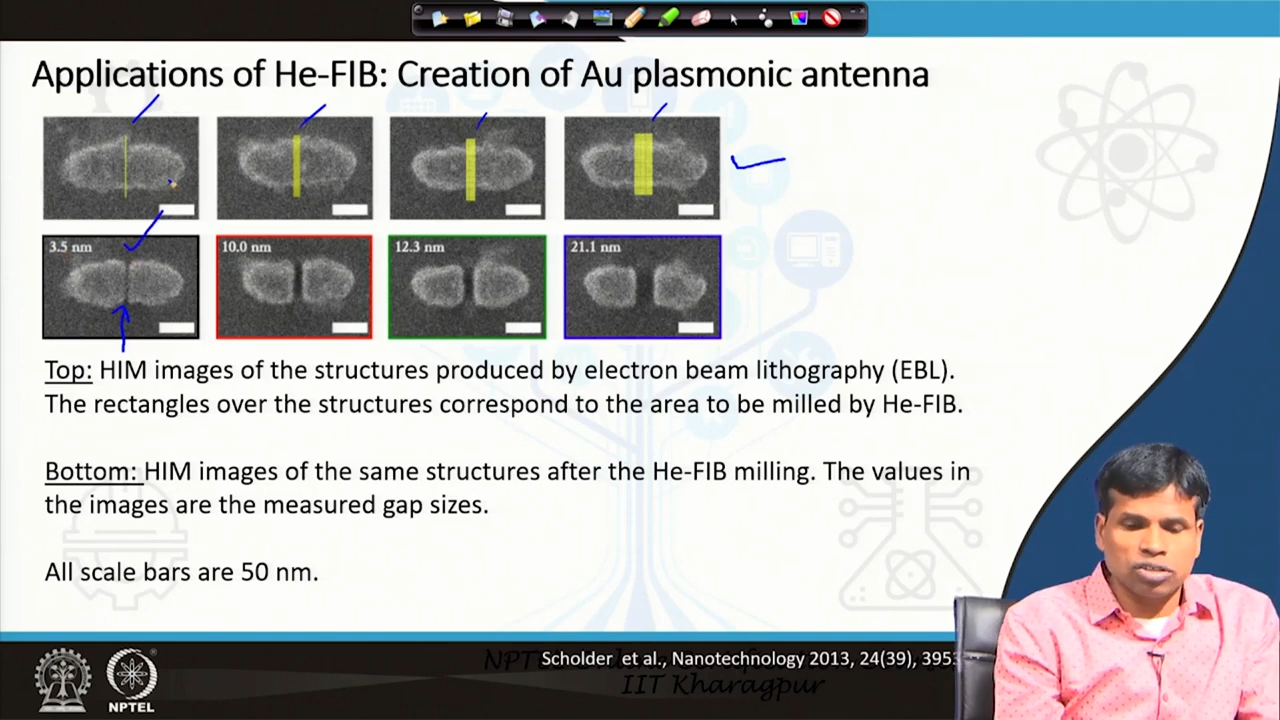 Applications of He-FIB: Creation of Au plasmonic antenna
3.5 nm
10.0 nm
12.3 nm
21.1 nm
Top: HIM images of the structures produced by electron beam lithography (EBL).
The rectangles over the structures correspond to the area to be milled by He-FIB.
Bottom: HIM images of the same structures after the He-FIB milling. The values in
the images are the measured gap sizes.
All scale bars are 50 nm.
Scholder et al., Nanotechnology 2013, 24(39), 3953
NPTEL
IIT Kharagpur